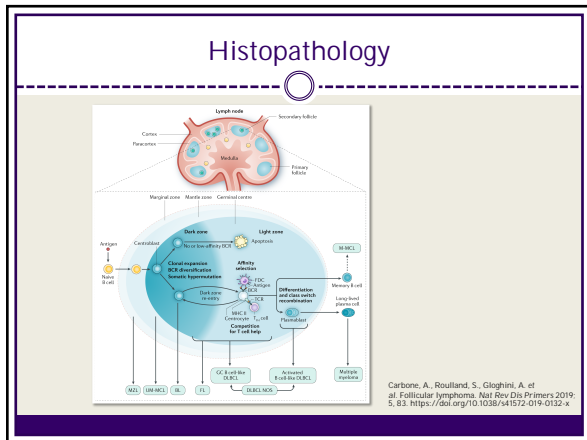 Histopathology
Lymph node
Secondary follicle
Cortex
Paracortex
Medulla
Primary
follicle
Marginal zone
Mantle zone
Germinal centre
Dark zone
Light zone
Centroblast
No or low-affinity BCR
Apoptosis
M-MCL
Antigen
Clonal expansion
BCR diversification
Somatic hypermutation
Affinity
selection
FDC
Antigen
BCR
Naive
B cell
Memory B cell
Dark zone
re-entry
TCR
Differentiation
and class switch
recombination
Long-lived
plasma cell
MHC II
Centrocyte
TFH cell
Plasmablast
Competition
for T cell help
GC B cell-like
DLBCL
Activated
B cell-like DLBCL
MZL
UM-MCL
BL
FL
DLBCL NOS
Multiple
myeloma
Carbone, A., Roulland, S., Gloghini, A. et
al. Follicular lymphoma. Nat Rev Dis Primers 2019;
5, 83. https://doi.org/10.1038/s41572-019-0132-x